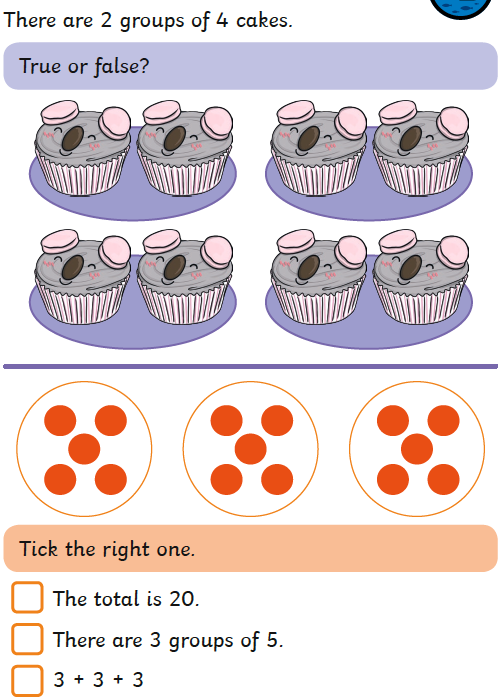 There are 2 groups of 4 cakes.
True or false?
Tick the right one.
The total is 20.
There are 3 groups of 5.
3 + 3 + 3